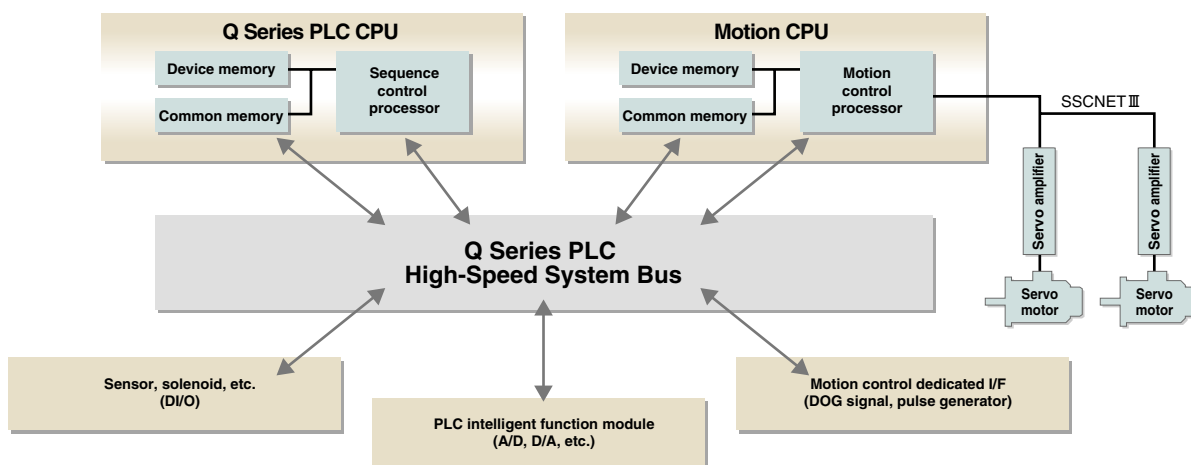 Q Series PLC CPU
Device memory
Common memory
Sequence
control
processor
Motion CPU
Device memory
Common memory
Motion
control
processor
SSCNETⅢ
Servo amplifier
Servo amplifier
Servo
motor
Servo
motor
Q Series PLC
High-Speed System Bus
Sensor, solenoid, etc.
(DI/O)
PLC intelligent function module
(A/D, D/A, etc.)
Motion control dedicated I/F
(DOG signal, pulse generator)